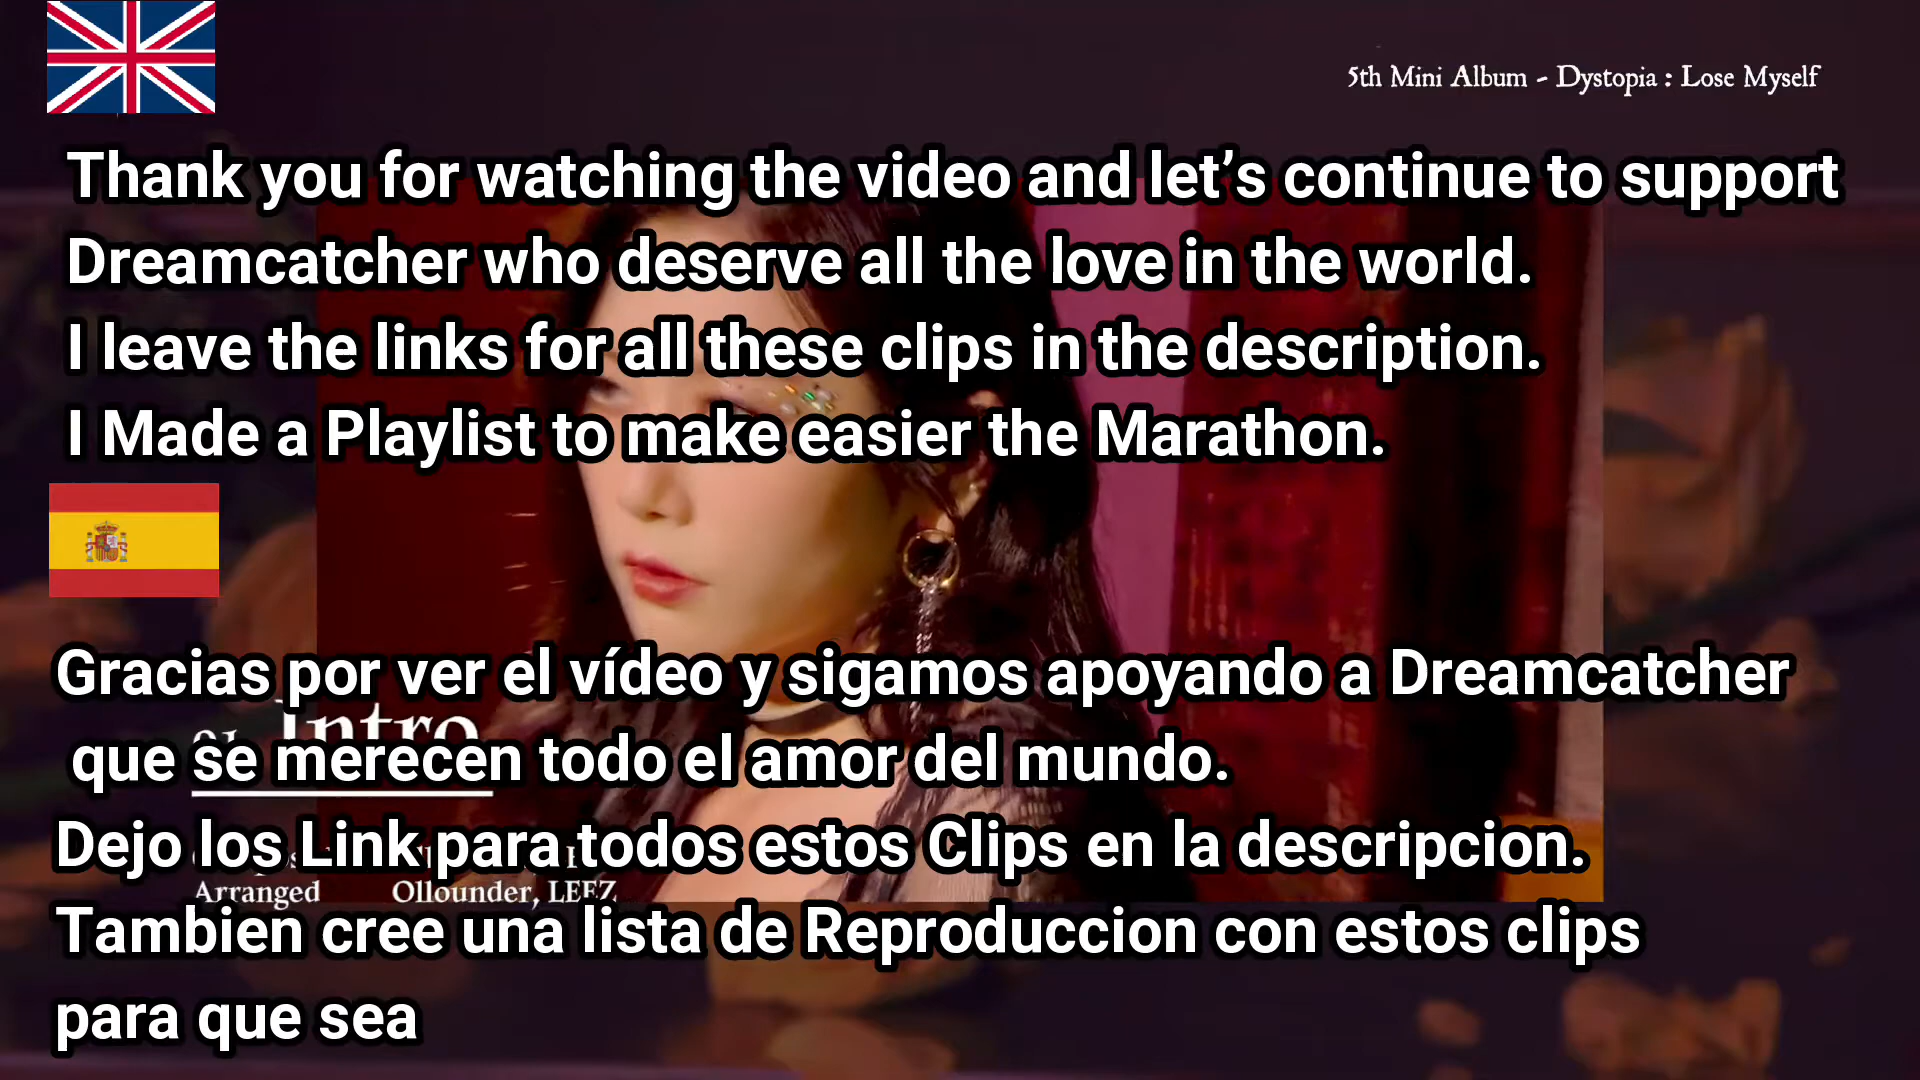 5th Mini Album - Dystopia : Lose Myself
Thank you for watching the video and let’s continue to support
Dreamcatcher who deserve all the love in the world.
I leave the links for all these clips in the description.
I Made a Playlist to make easier the Marathon.
Gracias por ver el vídeo y sigamos apoyando a Dreamcatcher
Intro
que se merecen todo el amor del mundo.
Dejo los Link para todos estos Clips en la descripcion.
Arranged Ollounder, LEEZ
Tambien cree una lista de Reproduccion con estos clips
para que sea